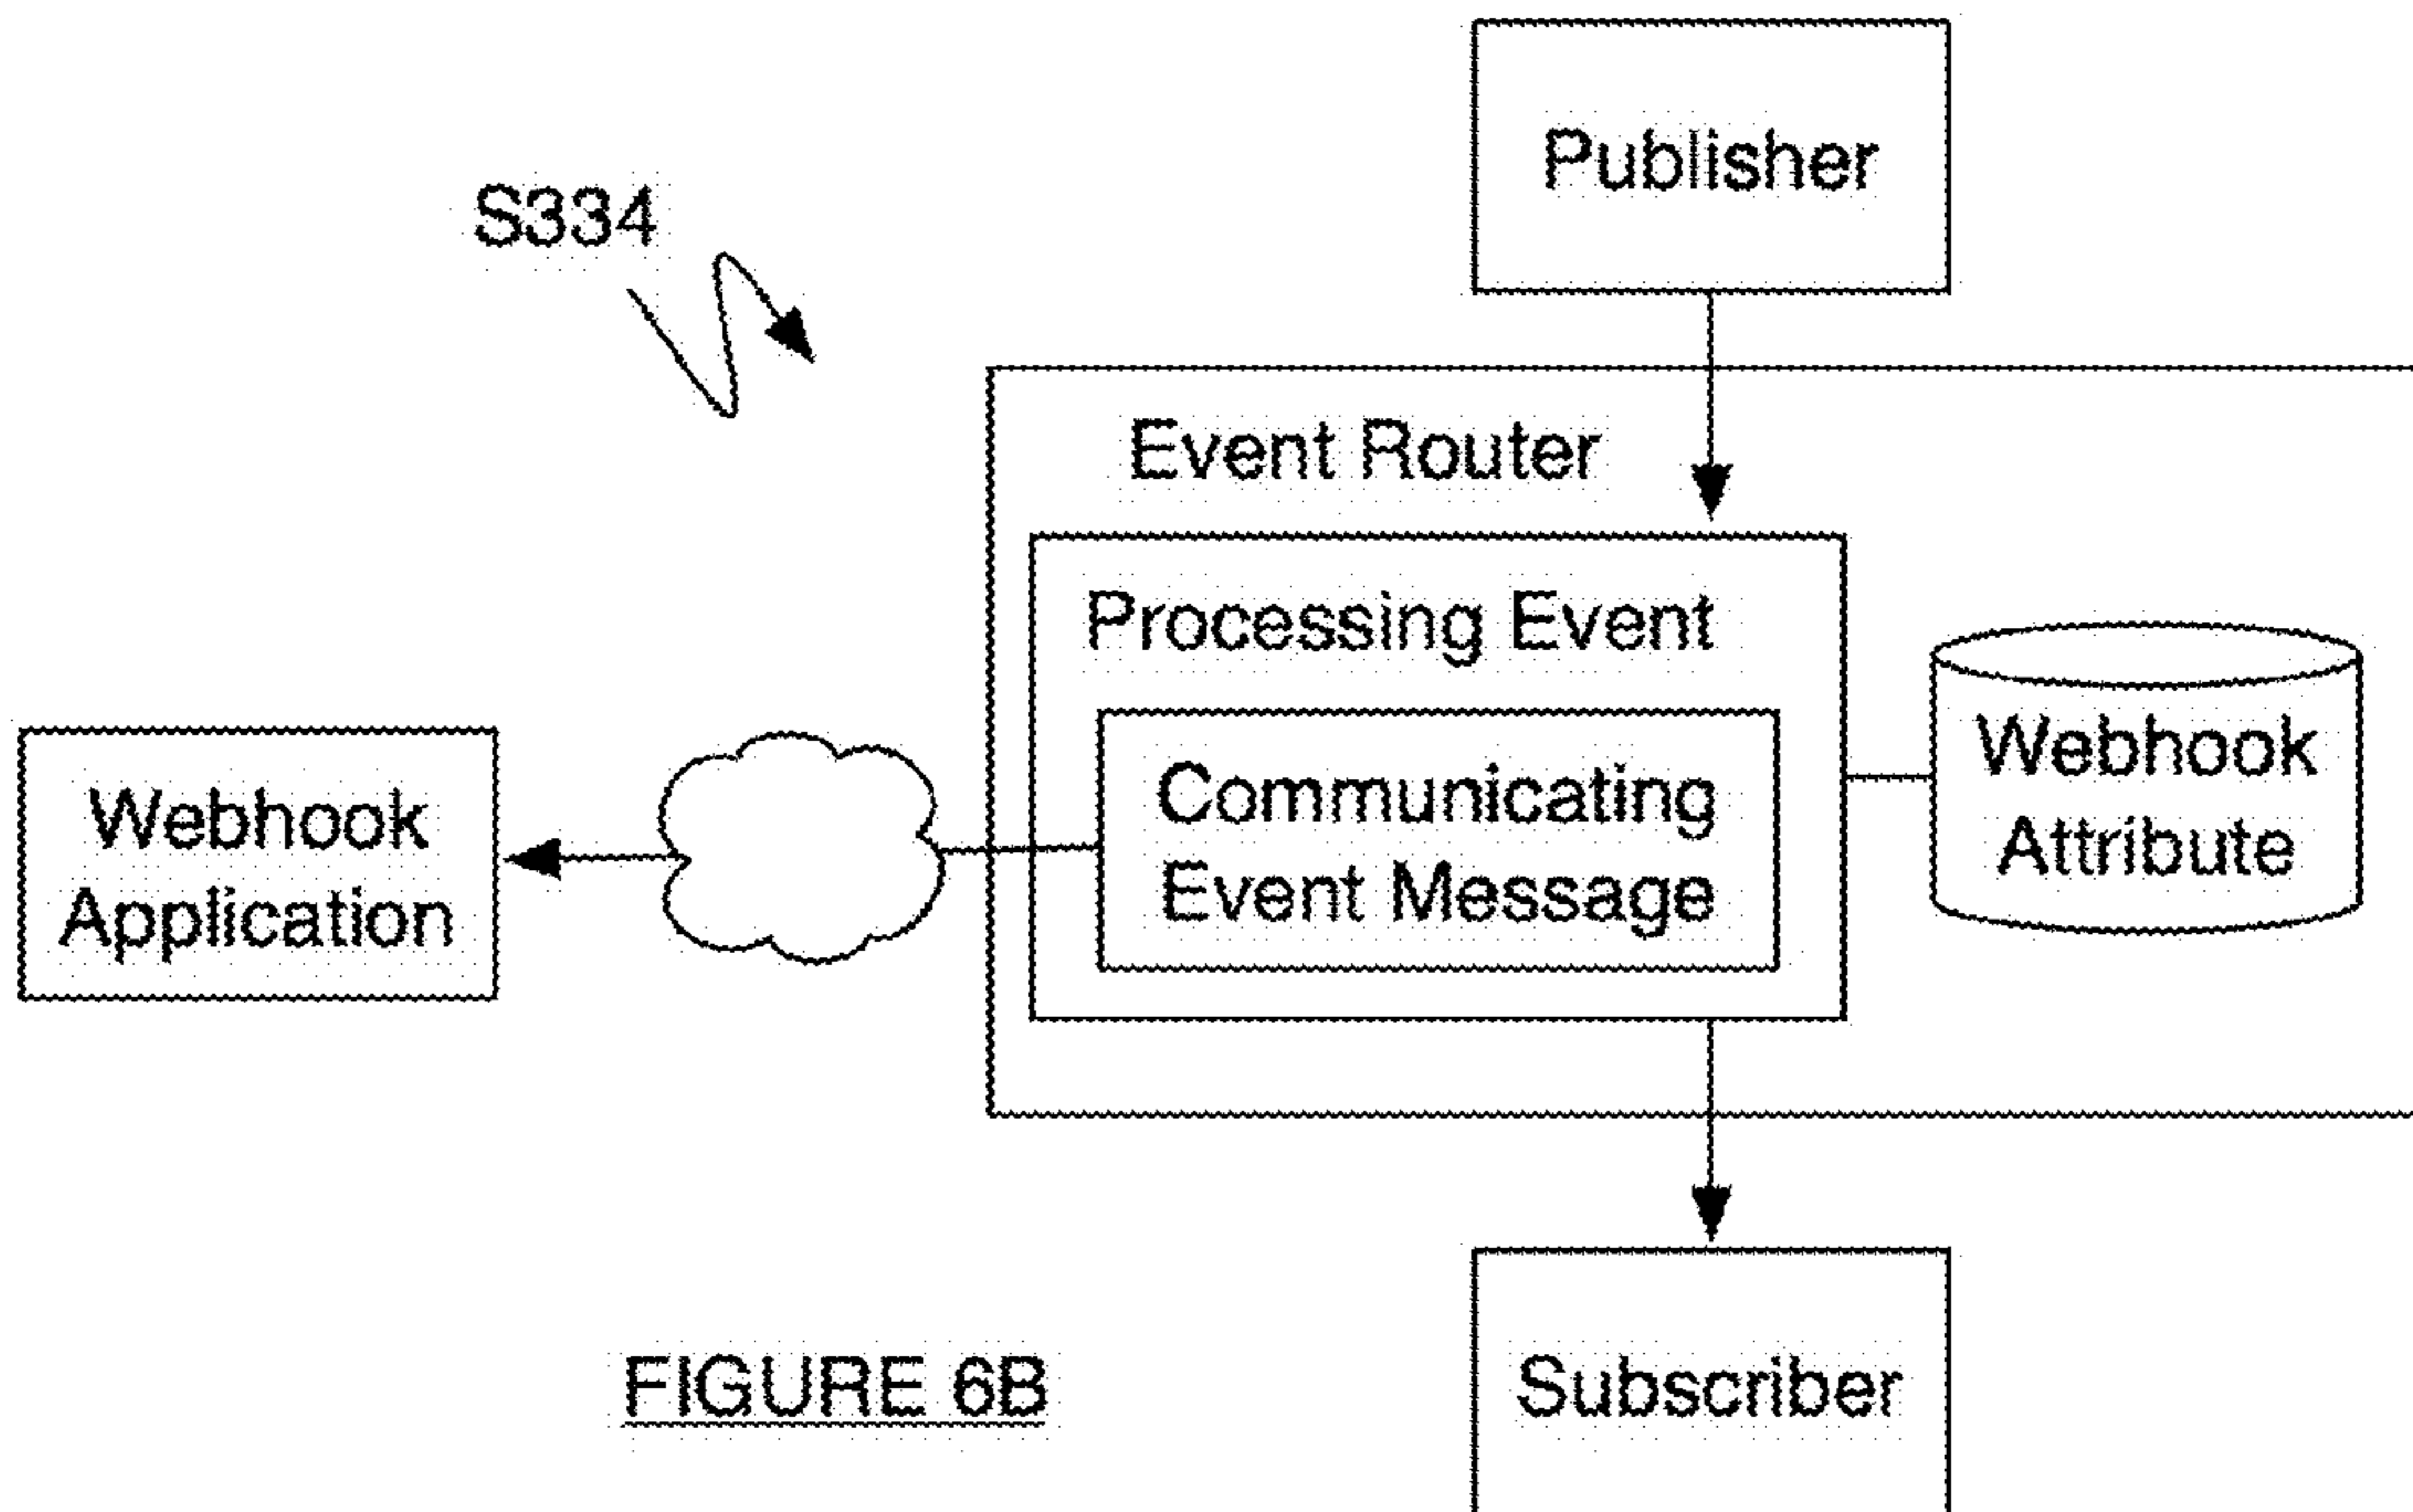 Publisher
S334
Event Router
Processing Event
Communicating
Event Message
Webhook
Attribute
Webhook
Application
Subscriber
FIGURE 6B